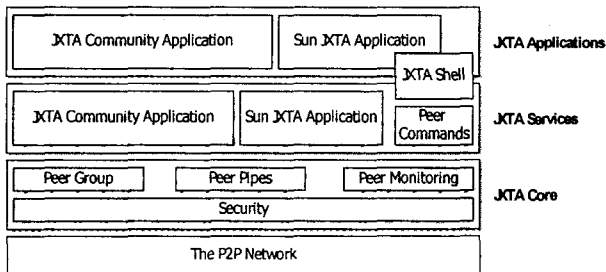 JXTA Community Application
Sun JXTA Application
JXTA Applications
JXTA Shell
JXTA Community Application
Sun JXTA Application
Peer
Commands
JXTA Services
Peer Group
Peer Pipes
Peer Monitoring
JXTA Core
Security
The P2P Network